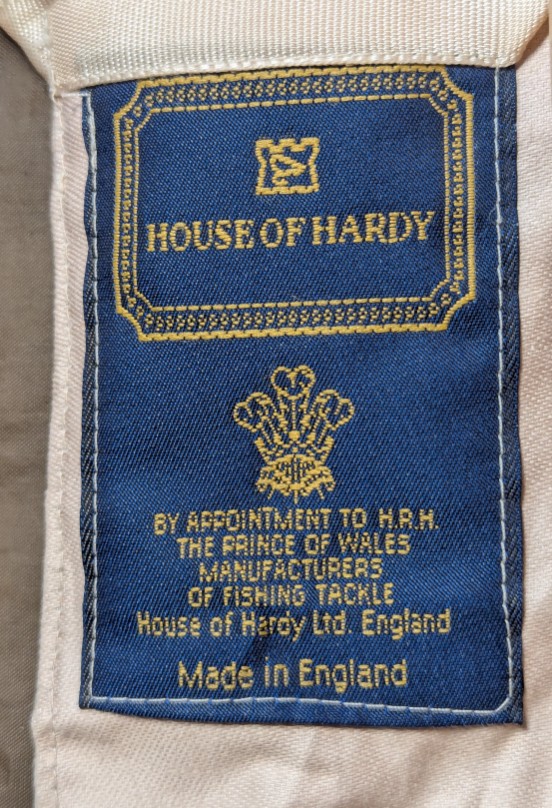 HOUSE OF HARDY
BY APPOINTMENT TO H.R.H.
THE PRINCE OF WALES
MANUFACTURERS
OF FISHING TACKLE
House of Hardy Ltd. England
Made in England